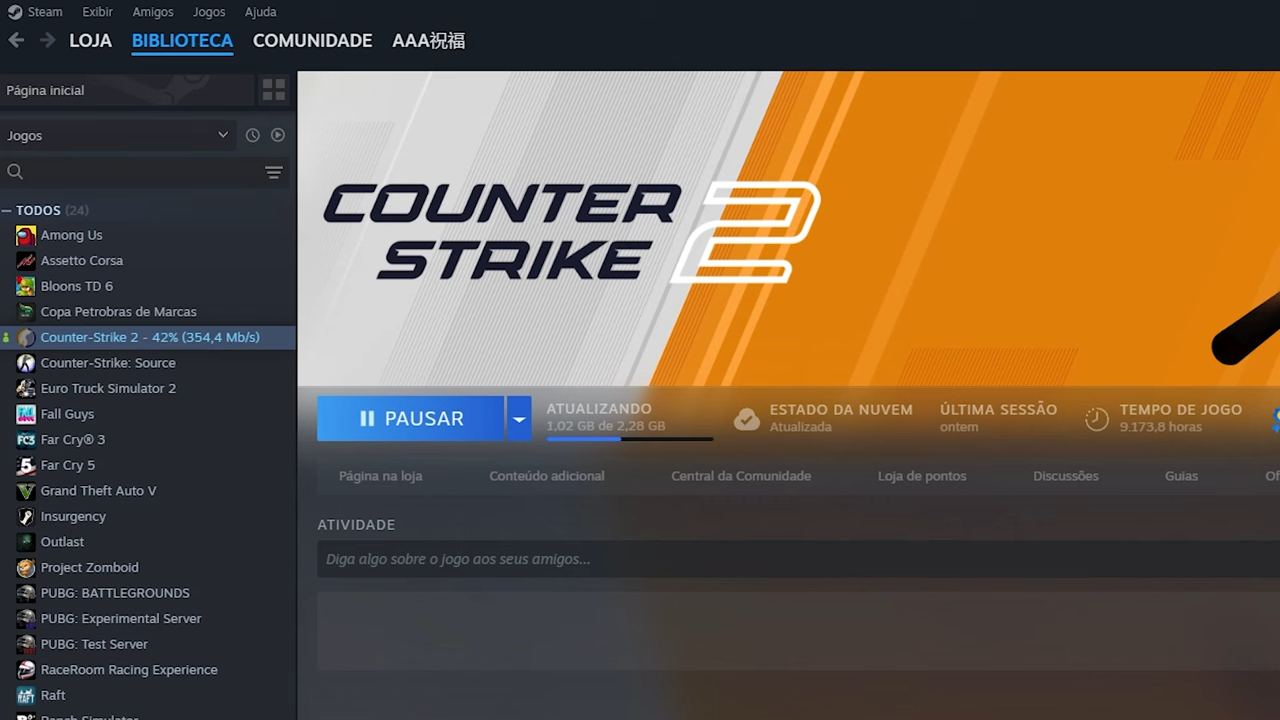 Steam Exibir Amigos Jogos Ajuda
LOJA BIBLIOTECA COMUNIDADE AAA祝福
Página inicial
Jogos
TODOS (24)
Among Us
Assetto Corsa
Bloons TD 6
Copa Petrobras de Marcas
Counter-Strike 2 - 42% (354,4 Mb/s)
Counter-Strike: Source
Euro Truck Simulator 2
Fall Guys
Far Cry® 3
Far Cry 5
Grand Theft Auto V
Insurgency
Outlast
Project Zomboid
PUBG: BATTLEGROUNDS
PUBG: Experimental Server
PUBG: Test Server
RaceRoom Racing Experience
Raft
COUNTER
STRIKE 2
PAUSAR
ATUALIZANDO
1,02 GB de 2,28 GB
ESTADO DA NUVEM
Atualizada
ÚLTIMA SESSÃO
ontem
TEMPO DE JOGO
9.173,8 horas
Página na loja Conteúdo adicional Central da Comunidade Loja de pontos Discussões Guias
ATIVIDADE
Diga algo sobre o jogo aos seus amigos...